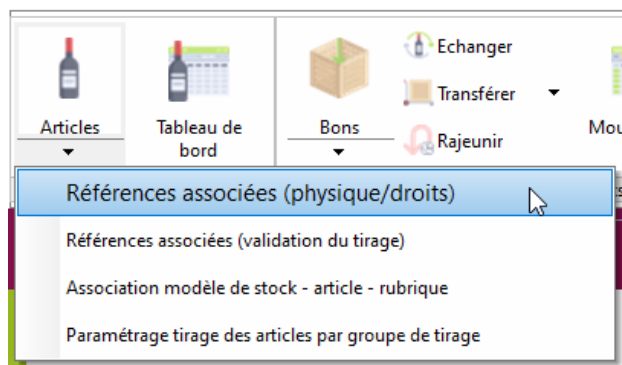 Articles
Tableau de
bord
Bons
Echanger
Transférer
Rajeunir
Mou
Références associées (physique/droits)
Références associées (validation du tirage)
Association modèle de stock - article - rubrique
Paramétrage tirage des articles par groupe de tirage